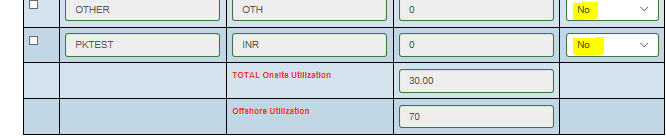 OTHER OTH 0 No
PKTEST INR 0 No
TOTAL Onsite Utilization 30.00
Offshore Utilization 70